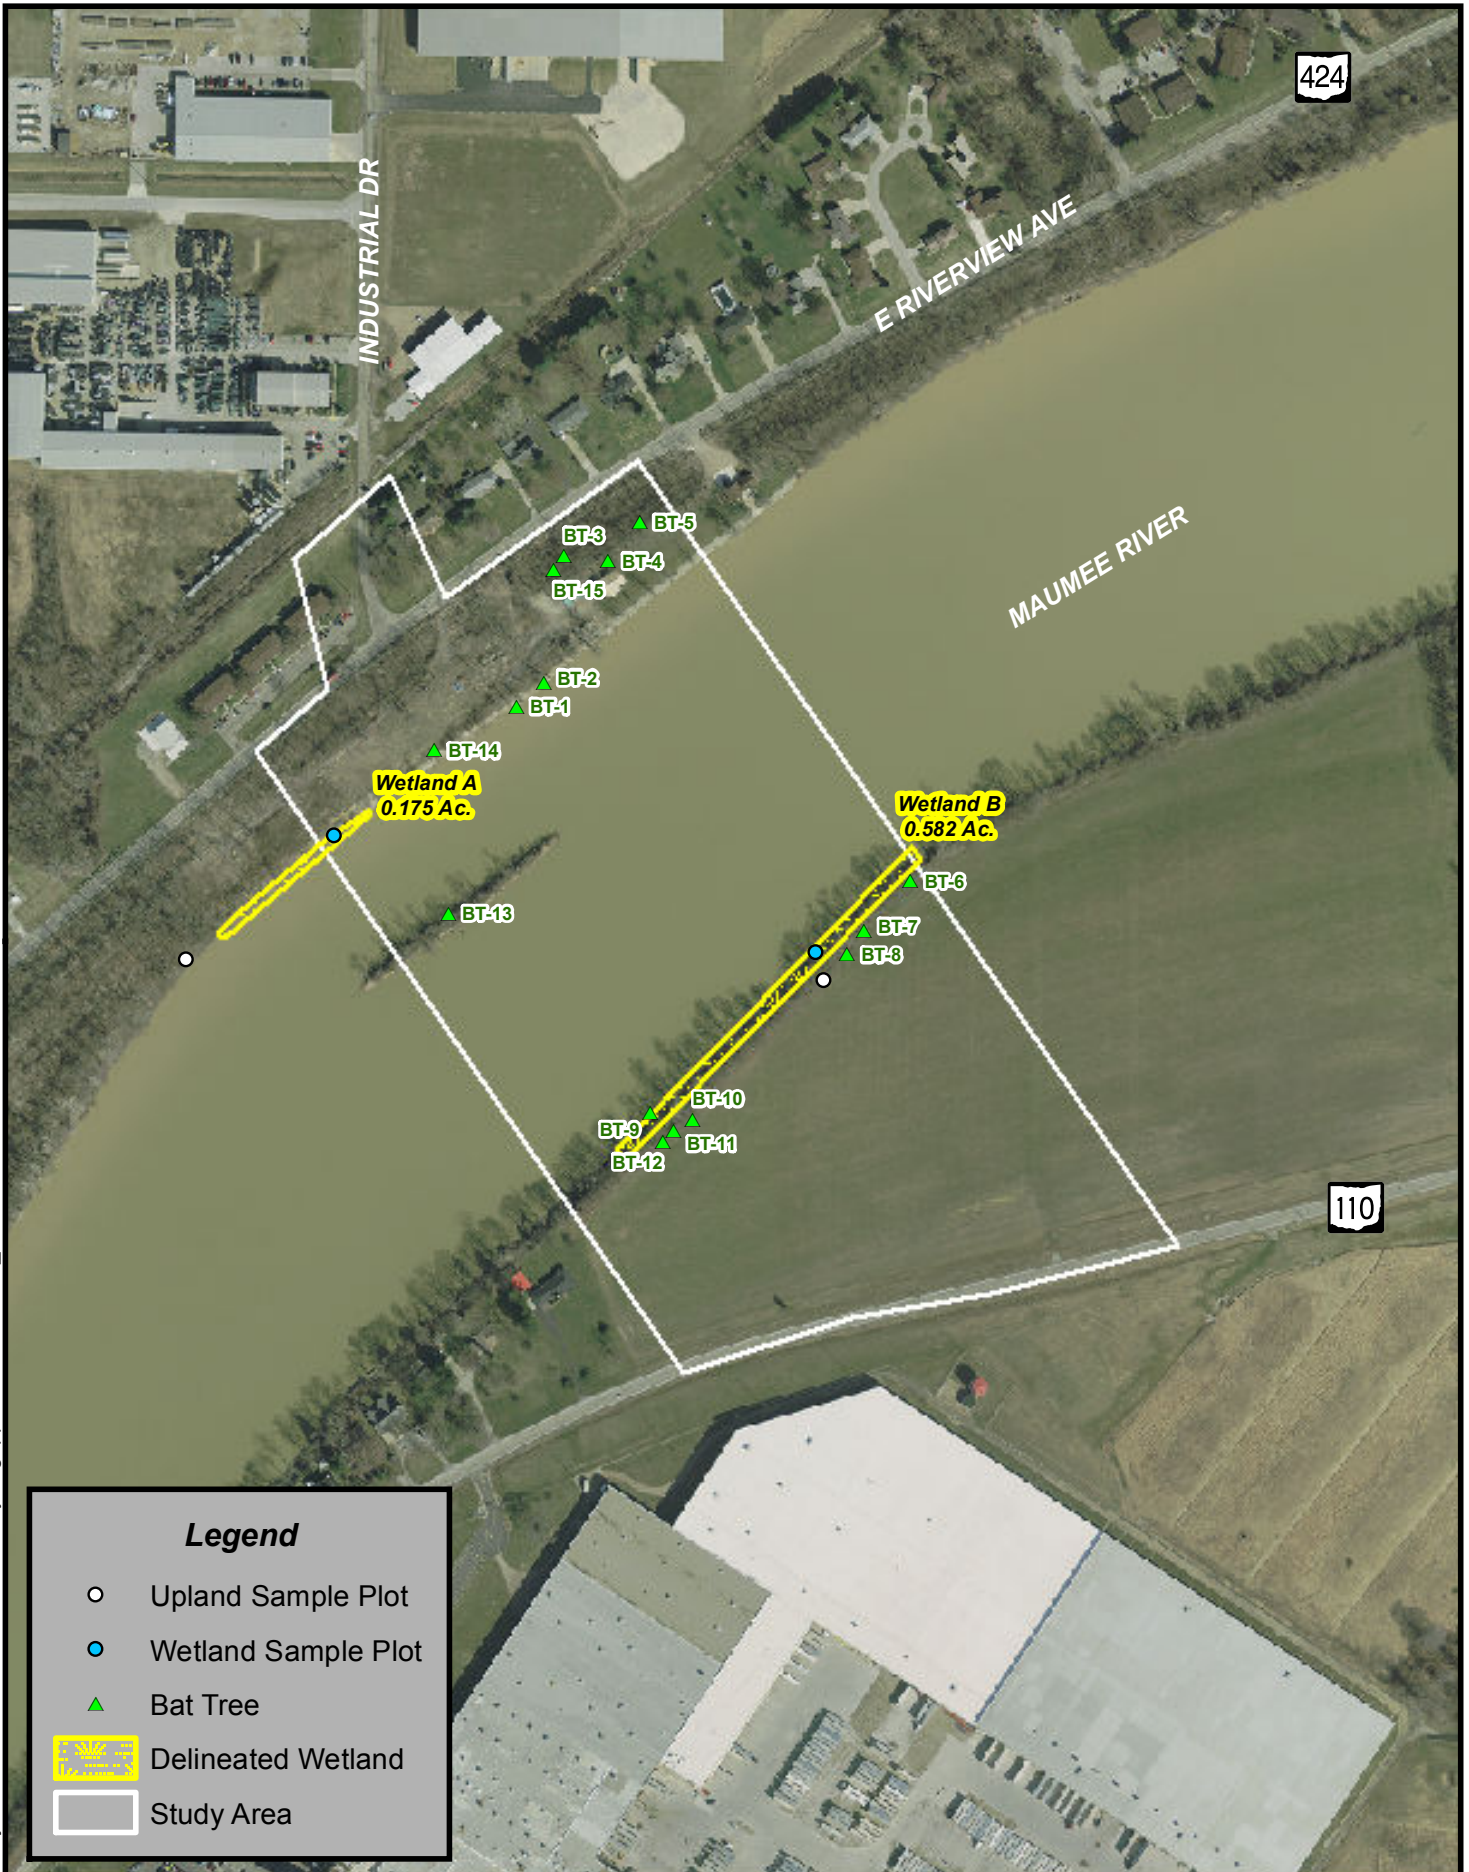 424
INDUSTRIAL DR
E RIVERVIEW AVE
MAUMEE RIVER
BT-5
BT-3
BT-4
BT-15
BT-2
BT-1
BT-14
Wetland A
0.175 Ac.
Wetland B
0.582 Ac.
BT-6
BT-13
BT-7
BT-8
BT-10
BT-9
BT-11
BT-12
110
Legend
Upland Sample Plot
Wetland Sample Plot
Bat Tree
Delineated Wetland
Study Area